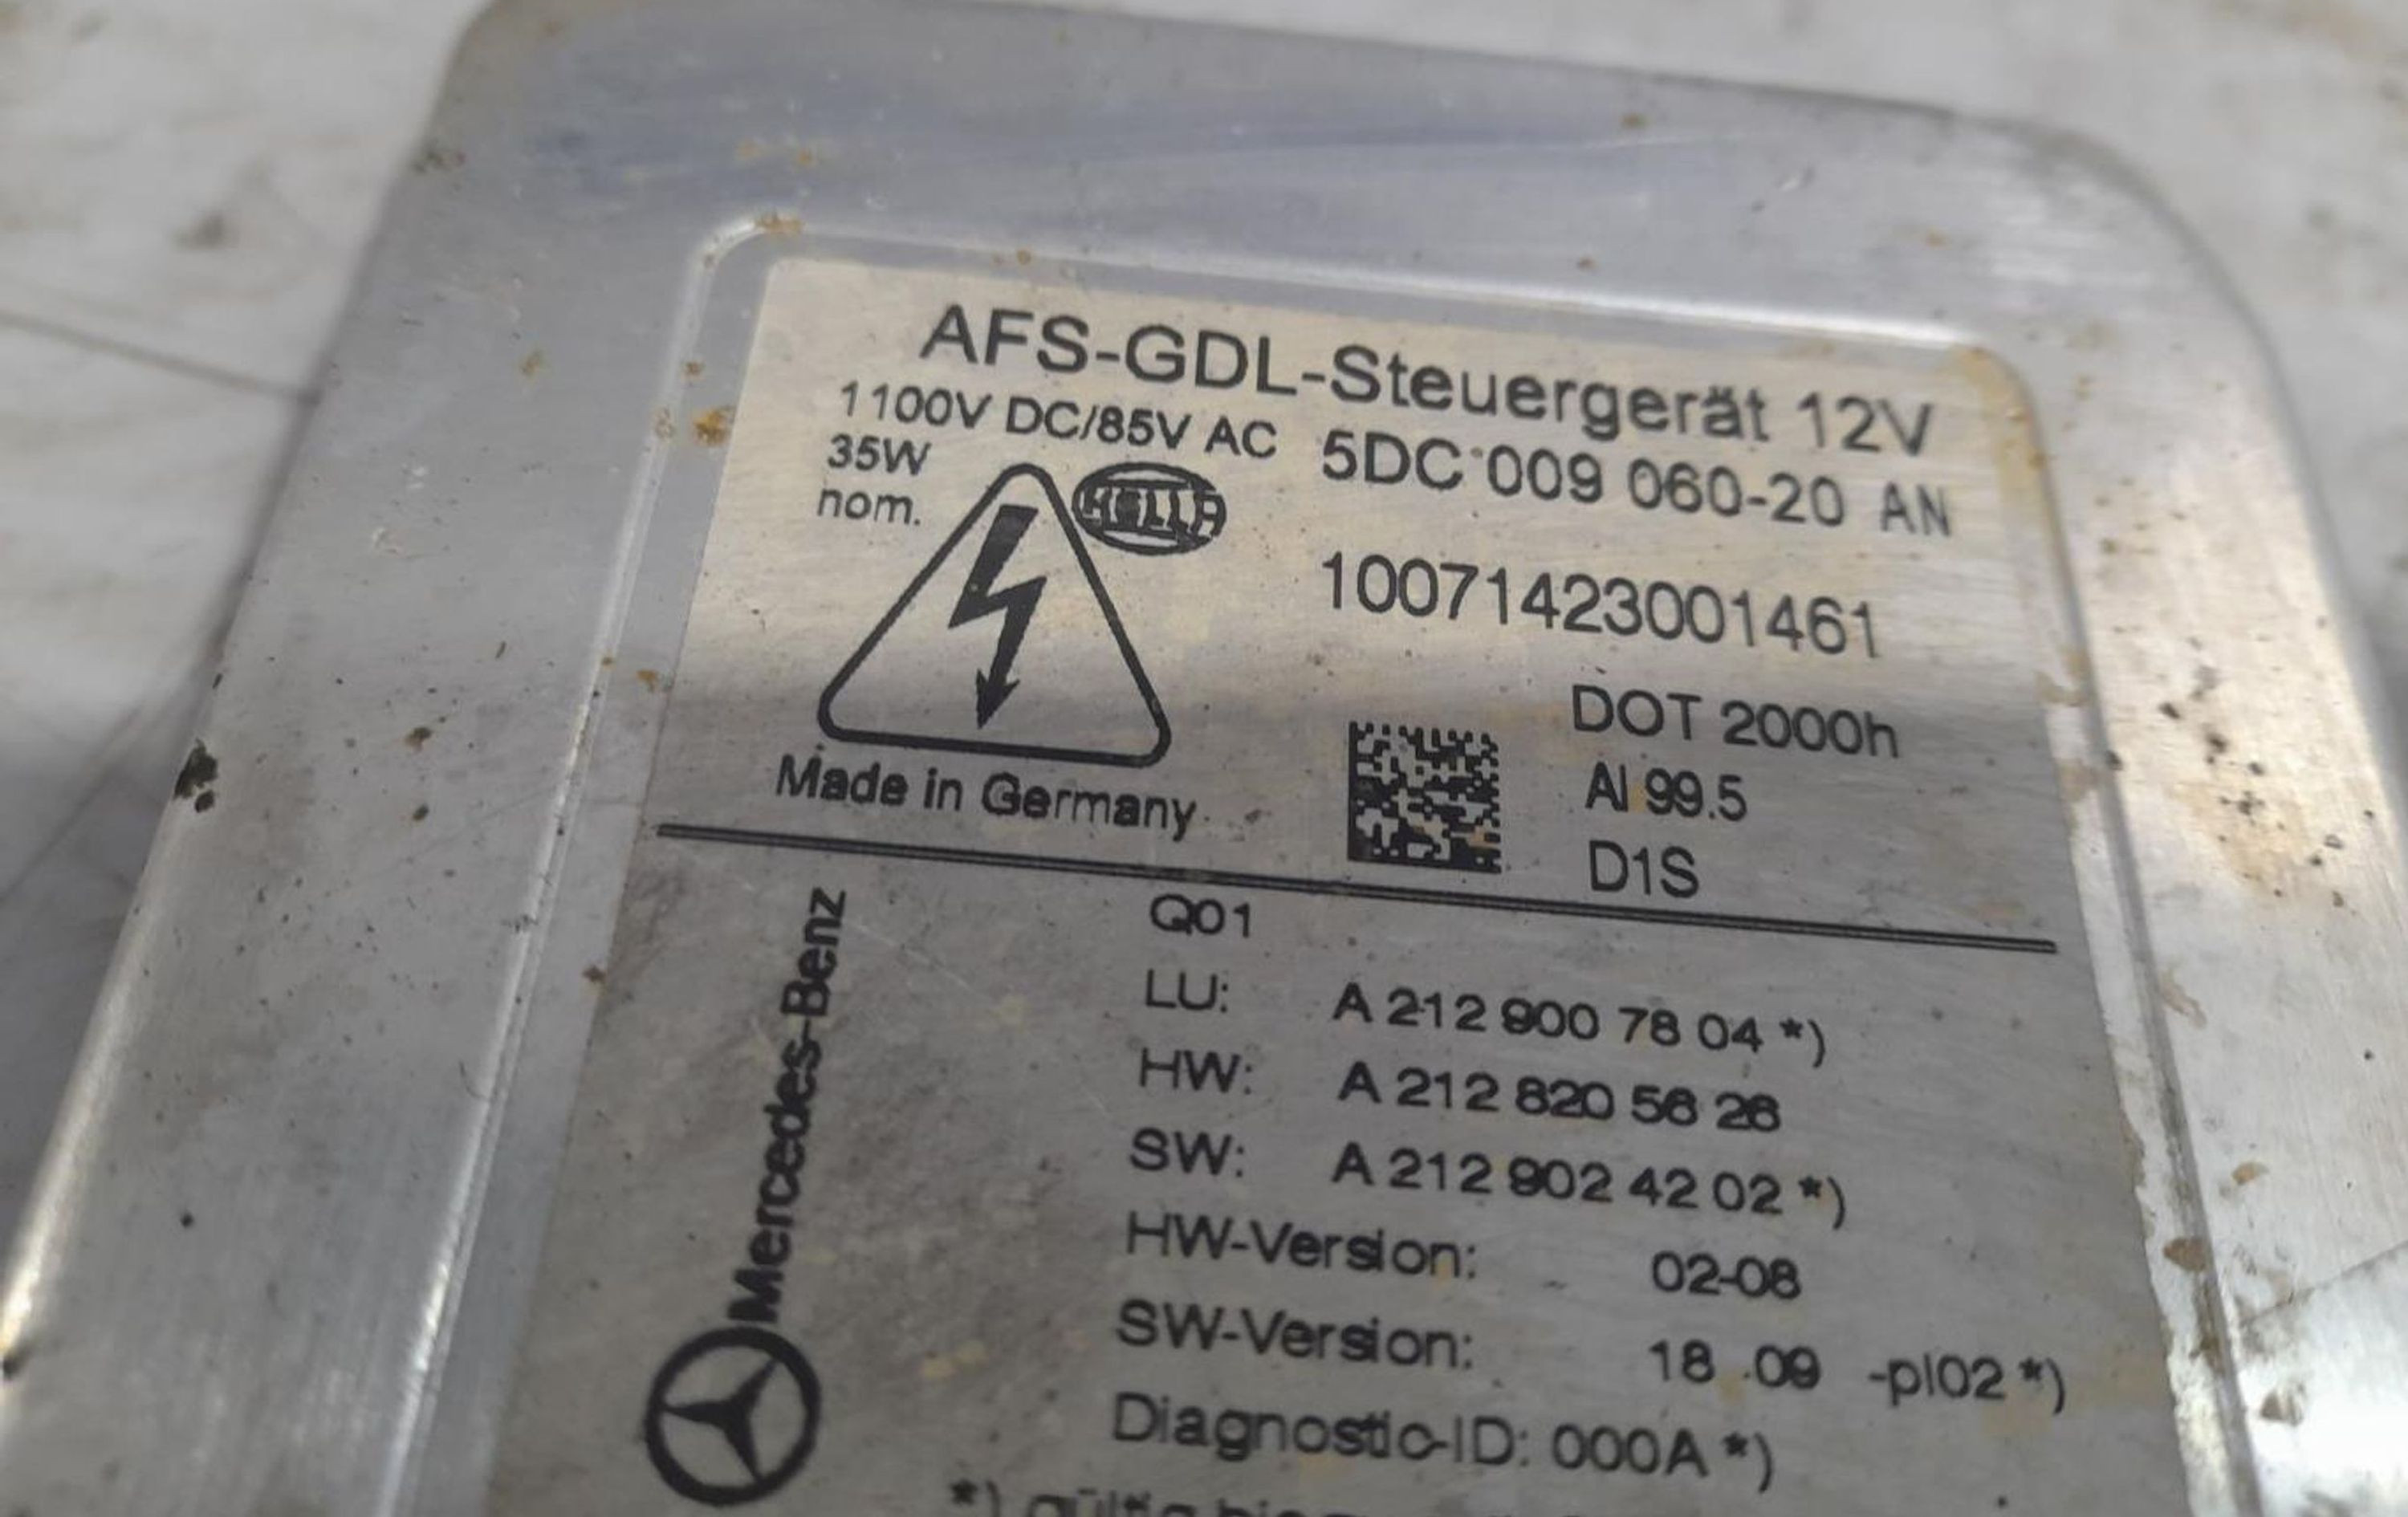 AFS-GDL-Steuergerät 12V
1100V DC/85V AC 5DC 009 060-20 AN
35W
nom.
HELLA
10071423001461
DOT 2000h
Al 99.5
D1S
Made in Germany
Mercedes-Benz
Q01
LU: A 212 900 78 04 *)
HW: A 212 820 56 26
SW: A 212 902 42 02 *)
HW-Version: 02-08
SW-Version: 18 .09 -pl02 *)
Diagnostic-ID: 000A *)
*) gültig